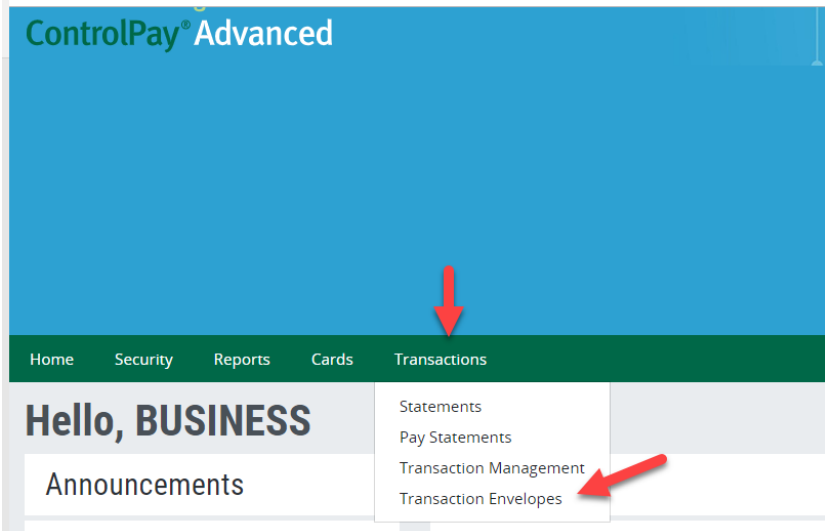 ControlPay® Advanced
Home Security Reports Cards Transactions
Hello, BUSINESS
Announcements
Statements
Pay Statements
Transaction Management
Transaction Envelopes